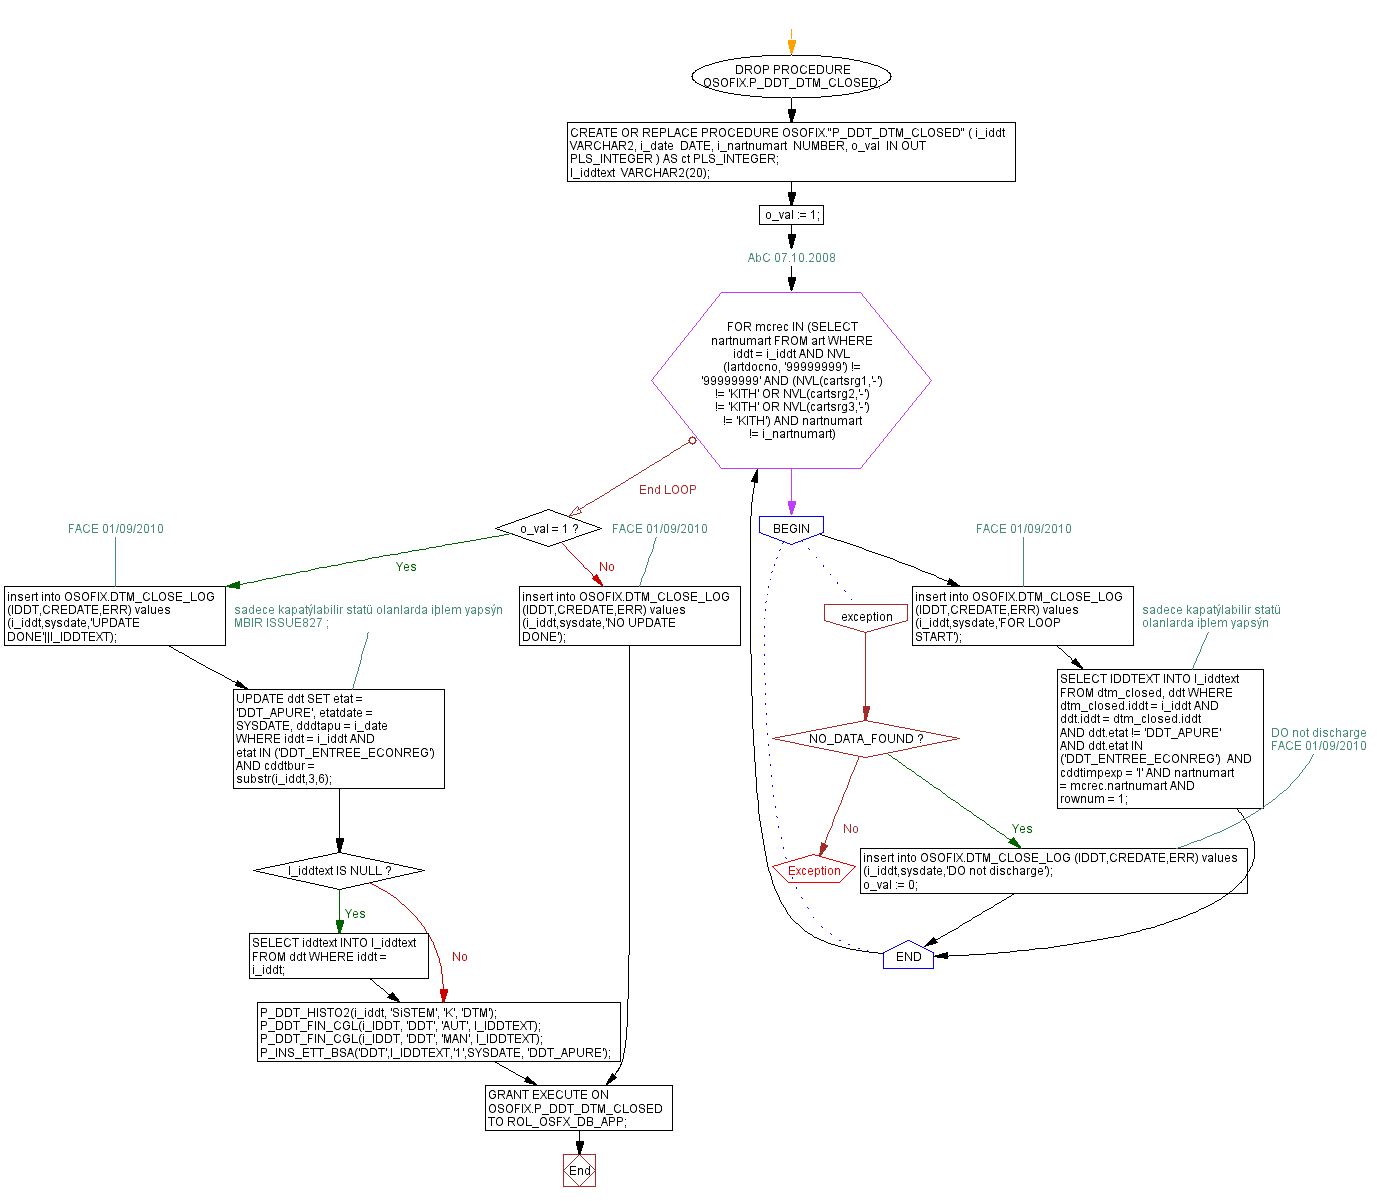 DROP PROCEDURE
OSOFIX.P_DDT_DTM_CLOSED;
CREATE OR REPLACE PROCEDURE OSOFIX."P_DDT_DTM_CLOSED" ( i_iddt
VARCHAR2, i_date DATE, i_nartnumart NUMBER, o_val IN OUT
PLS_INTEGER ) AS ct PLS_INTEGER;
l_iddtext VARCHAR2(20);
o_val := 1;
AbC 07.10.2008
FOR mcrec IN (SELECT
nartnumart FROM art WHERE
iddt = i_iddt AND NVL
(lartdocno, '99999999') !=
'99999999' AND (NVL(cartsrg1,'-')
!= 'KITH' OR NVL(cartsrg2,'-')
!= 'KITH' OR NVL(cartsrg3,'-')
!= 'KITH') AND nartnumart
!= i_nartnumart)
End LOOP
o_val = 1 ?
Yes
No
FACE 01/09/2010
insert into OSOFIX.DTM_CLOSE_LOG
(IDDT,CREDATE,ERR) values
(i_iddt,sysdate,'UPDATE
DONE'||l_IDDTEXT);
sadece kapatýlabilir statü olanlarda iþlem yapsýn
MBIR ISSUE827 ;
FACE 01/09/2010
insert into OSOFIX.DTM_CLOSE_LOG
(IDDT,CREDATE,ERR) values
(i_iddt,sysdate,'NO UPDATE
DONE');
UPDATE ddt SET etat =
'DDT_APURE', etatdate =
SYSDATE, dddtapu = i_date
WHERE iddt = i_iddt AND
etat IN ('DDT_ENTREE_ECONREG')
AND cddtbur =
substr(i_iddt,3,6);
l_iddtext IS NULL ?
Yes
No
SELECT iddtext INTO l_iddtext
FROM ddt WHERE iddt =
i_iddt;
P_DDT_HISTO2(i_iddt, 'SiSTEM', 'K', 'DTM');
P_DDT_FIN_CGL(i_IDDT, 'DDT', 'AUT', l_IDDTEXT);
P_DDT_FIN_CGL(i_IDDT, 'DDT', 'MAN', l_IDDTEXT);
P_INS_ETT_BSA('DDT',l_IDDTEXT,'1',SYSDATE, 'DDT_APURE');
GRANT EXECUTE ON
OSOFIX.P_DDT_DTM_CLOSED
TO ROL_OSFX_DB_APP;
End
BEGIN
exception
NO_DATA_FOUND ?
No
Yes
Exception
FACE 01/09/2010
insert into OSOFIX.DTM_CLOSE_LOG
(IDDT,CREDATE,ERR) values
(i_iddt,sysdate,'FOR LOOP
START');
sadece kapatýlabilir statü
olanlarda iþlem yapsýn
SELECT IDDTEXT INTO l_iddtext
FROM dtm_closed, ddt WHERE
dtm_closed.iddt = i_iddt AND
ddt.iddt = dtm_closed.iddt
AND ddt.etat != 'DDT_APURE'
AND ddt.etat IN
('DDT_ENTREE_ECONREG') AND
cddtimpexp = 'I' AND nartnumart
= mcrec.nartnumart AND
rownum = 1;
DO not discharge
FACE 01/09/2010
insert into OSOFIX.DTM_CLOSE_LOG (IDDT,CREDATE,ERR) values
(i_iddt,sysdate,'DO not discharge');
o_val := 0;
END